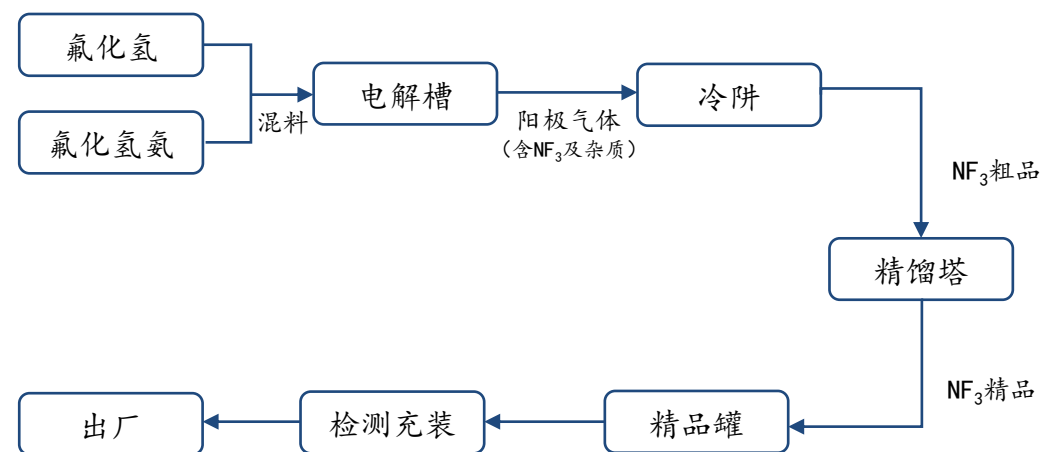 氟化氢
氟化氢氨
混料
电解槽
阳极气体
（含NF₃及杂质）
冷阱
NF₃粗品
精馏塔
NF₃精品
精品罐
检测充装
出厂